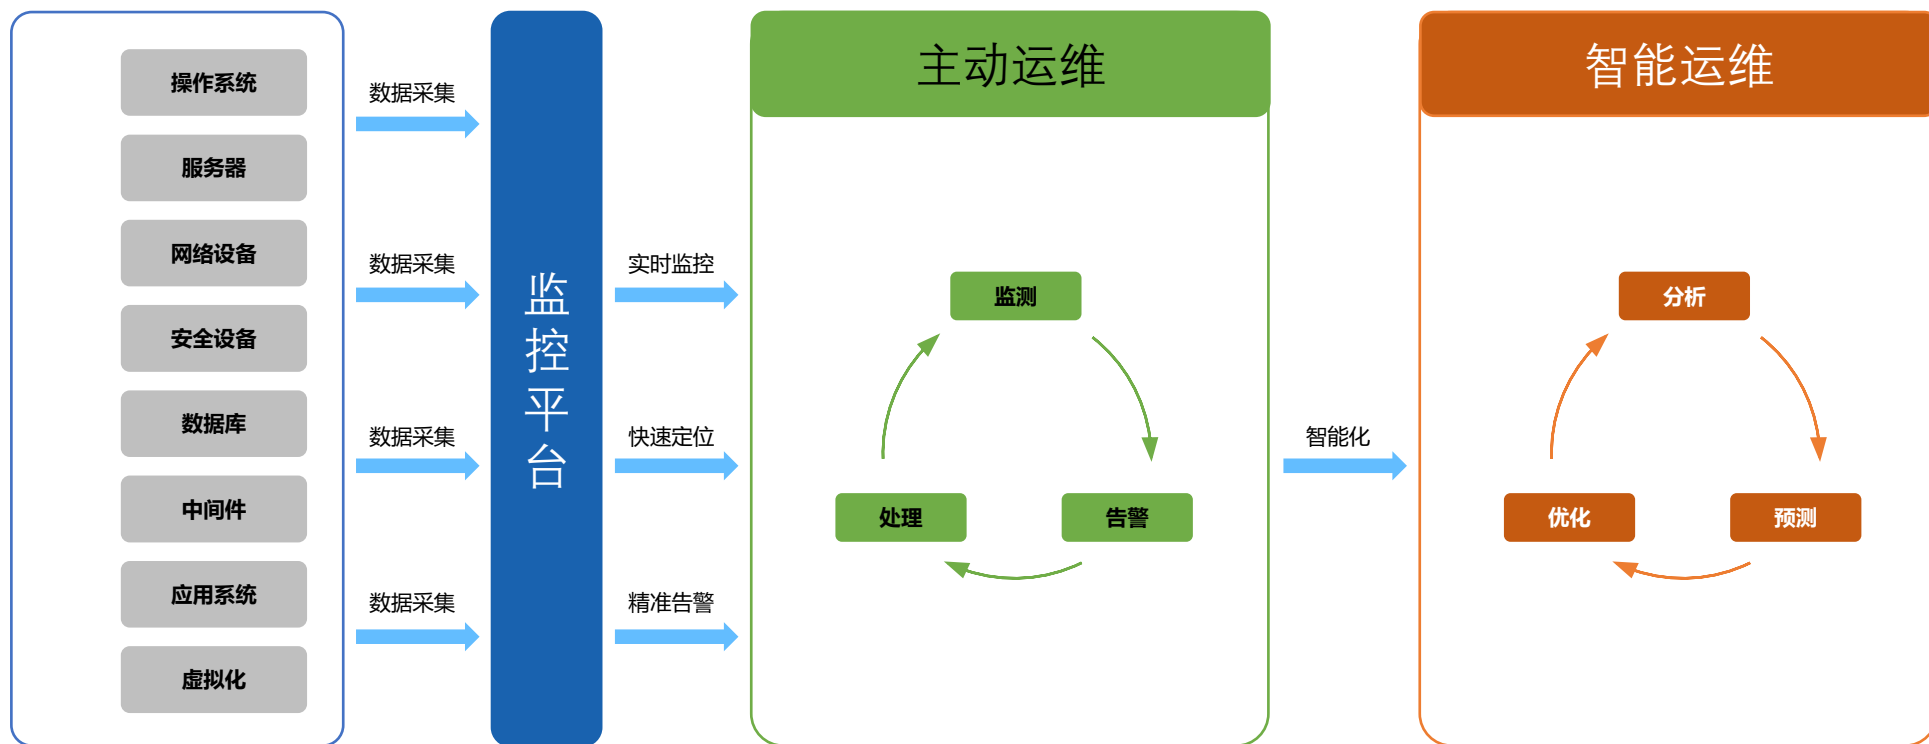 操作系统
服务器
网络设备
安全设备
数据库
中间件
应用系统
虚拟化
数据采集
数据采集
数据采集
数据采集
监
控
平
台
实时监控
快速定位
精准告警
主动运维
监测
处理
告警
智能化
智能运维
分析
优化
预测